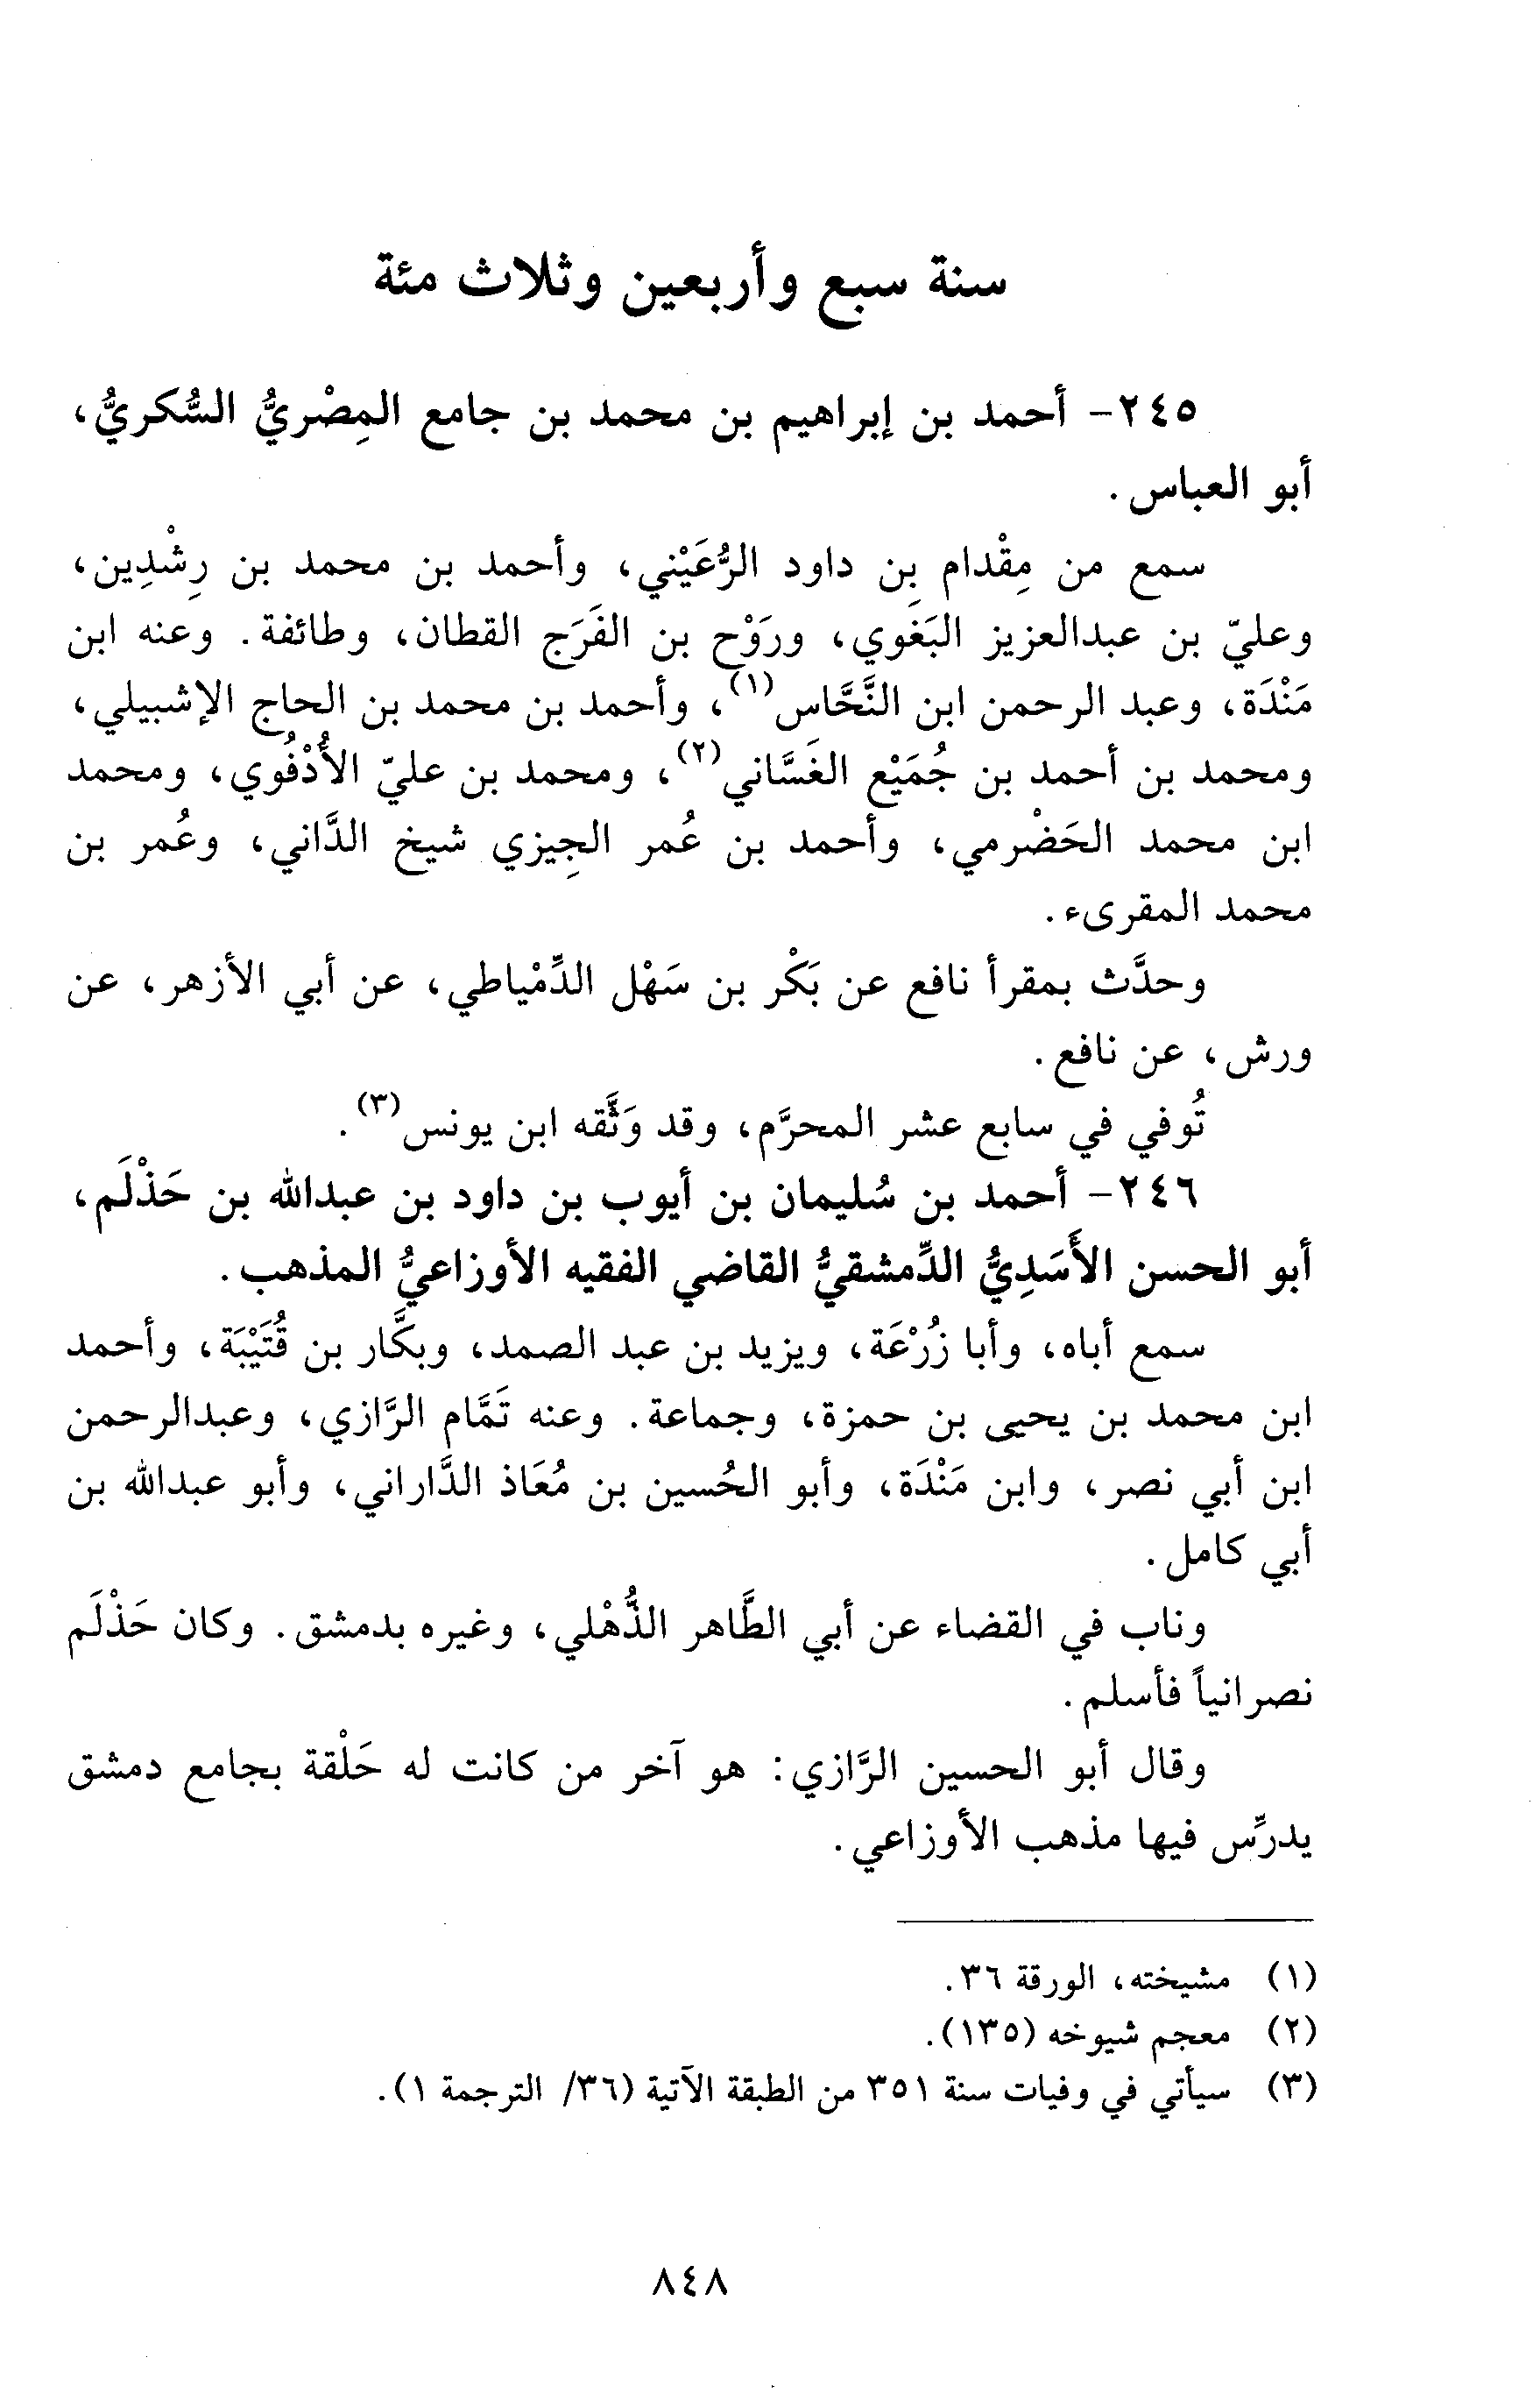 سنة سبع وأربعين وثلاث مئة
٢٤٥- أحمد بن إبراهيم بن محمد بن جامع المِصْريُّ السُّكريُّ،
أبو العباس.
سمع من مِقْدام بِن داود الرُّعَيْني، وأحمد بن محمد بن رِشْدِين،
وعليّ بن عبدالعزيز البَغَوي، ورَوْح بن الفَرَج القطان، وطائفة. وعنه ابن
مَنْدَة، وعبد الرحمن ابن النَّحَّاس(١)، وأحمد بن محمد بن الحاج الإشبيلي،
ومحمد بن أحمد بن جُمَيْع الغَسَّاني(٢)، ومحمد بن عليّ الأُدْفُوي، ومحمد
ابن محمد الحَضْرمي، وأحمد بن عُمر الجِيزي شيخ الدَّاني، وعُمر بن
محمد المقرىء.
وحدَّث بمقرأ نافع عن بَكْر بن سَهْل الدِّمْياطي، عن أبي الأزهر، عن
ورش، عن نافع.
تُوفي في سابع عشر المحرَّم، وقد وَثَّقه ابن يونس(٣).
٢٤٦- أحمد بن سُليمان بن أيوب بن داود بن عبدالله بن حَذْلَم،
أبو الحسن الأَسَدِيُّ الدِّمشقيُّ القاضي الفقيه الأوزاعيُّ المذهب.
سمع أباه، وأبا زُرْعَة، ويزيد بن عبد الصمد، وبكَّار بن قُتَيْبَة، وأحمد
ابن محمد بن يحيى بن حمزة، وجماعة. وعنه تَمَّام الرَّازي، وعبدالرحمن
ابن أبي نصر، وابن مَنْدَة، وأبو الحُسين بن مُعَاذ الدَّاراني، وأبو عبدالله بن
أبي كامل.
وناب في القضاء عن أبي الطَّاهر الذُّهْلي، وغيره بدمشق. وكان حَذْلَم
نصرانياً فأسلم.
وقال أبو الحسين الرَّازي: هو آخر من كانت له حَلْقة بجامع دمشق
يدرِّس فيها مذهب الأوزاعي.
(١) مشيخته، الورقة ٣٦.
(٢) معجم شيوخه (١٣٥).
(٣) سيأتي في وفيات سنة ٣٥١ من الطبقة الآتية (٣٦/ الترجمة ١).
٨٤٨